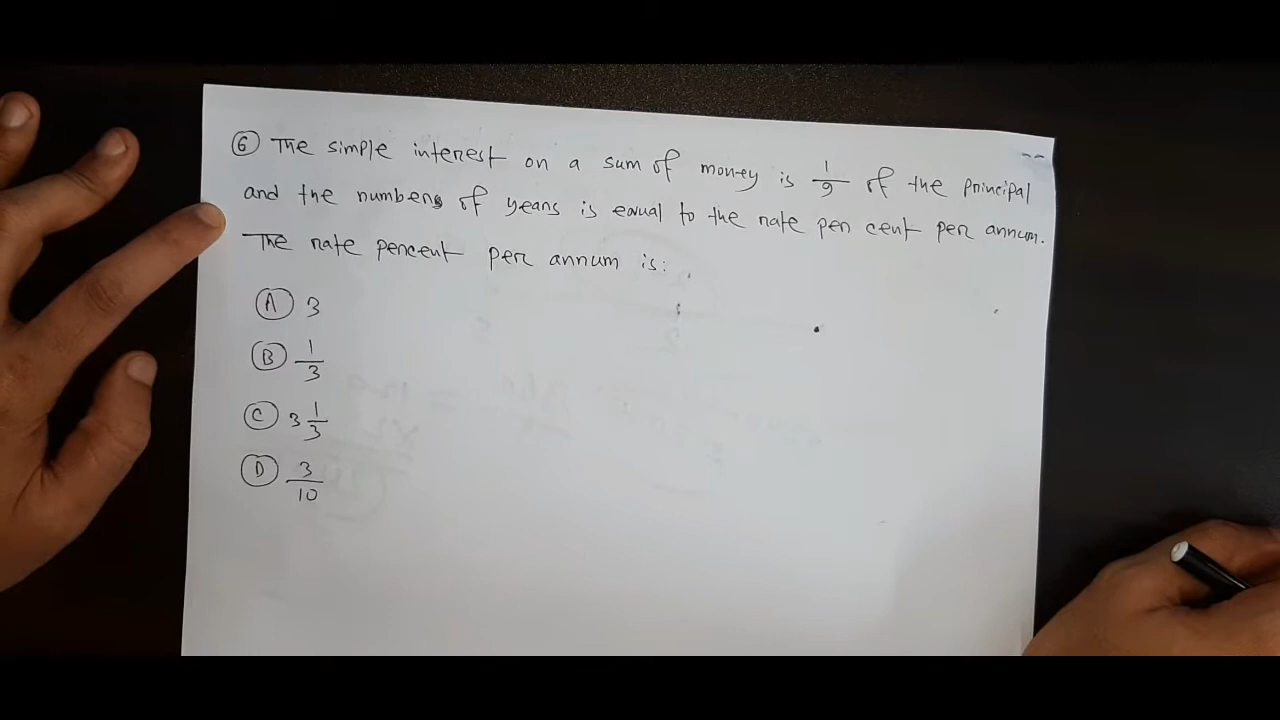 6 The simple interest on a sum of money is 1/9 of the principal
and the numbers of years is equal to the rate per cent per annum.
The rate percent per annum is:
A 3
B 1/3
C 3 1/3
D 3/10